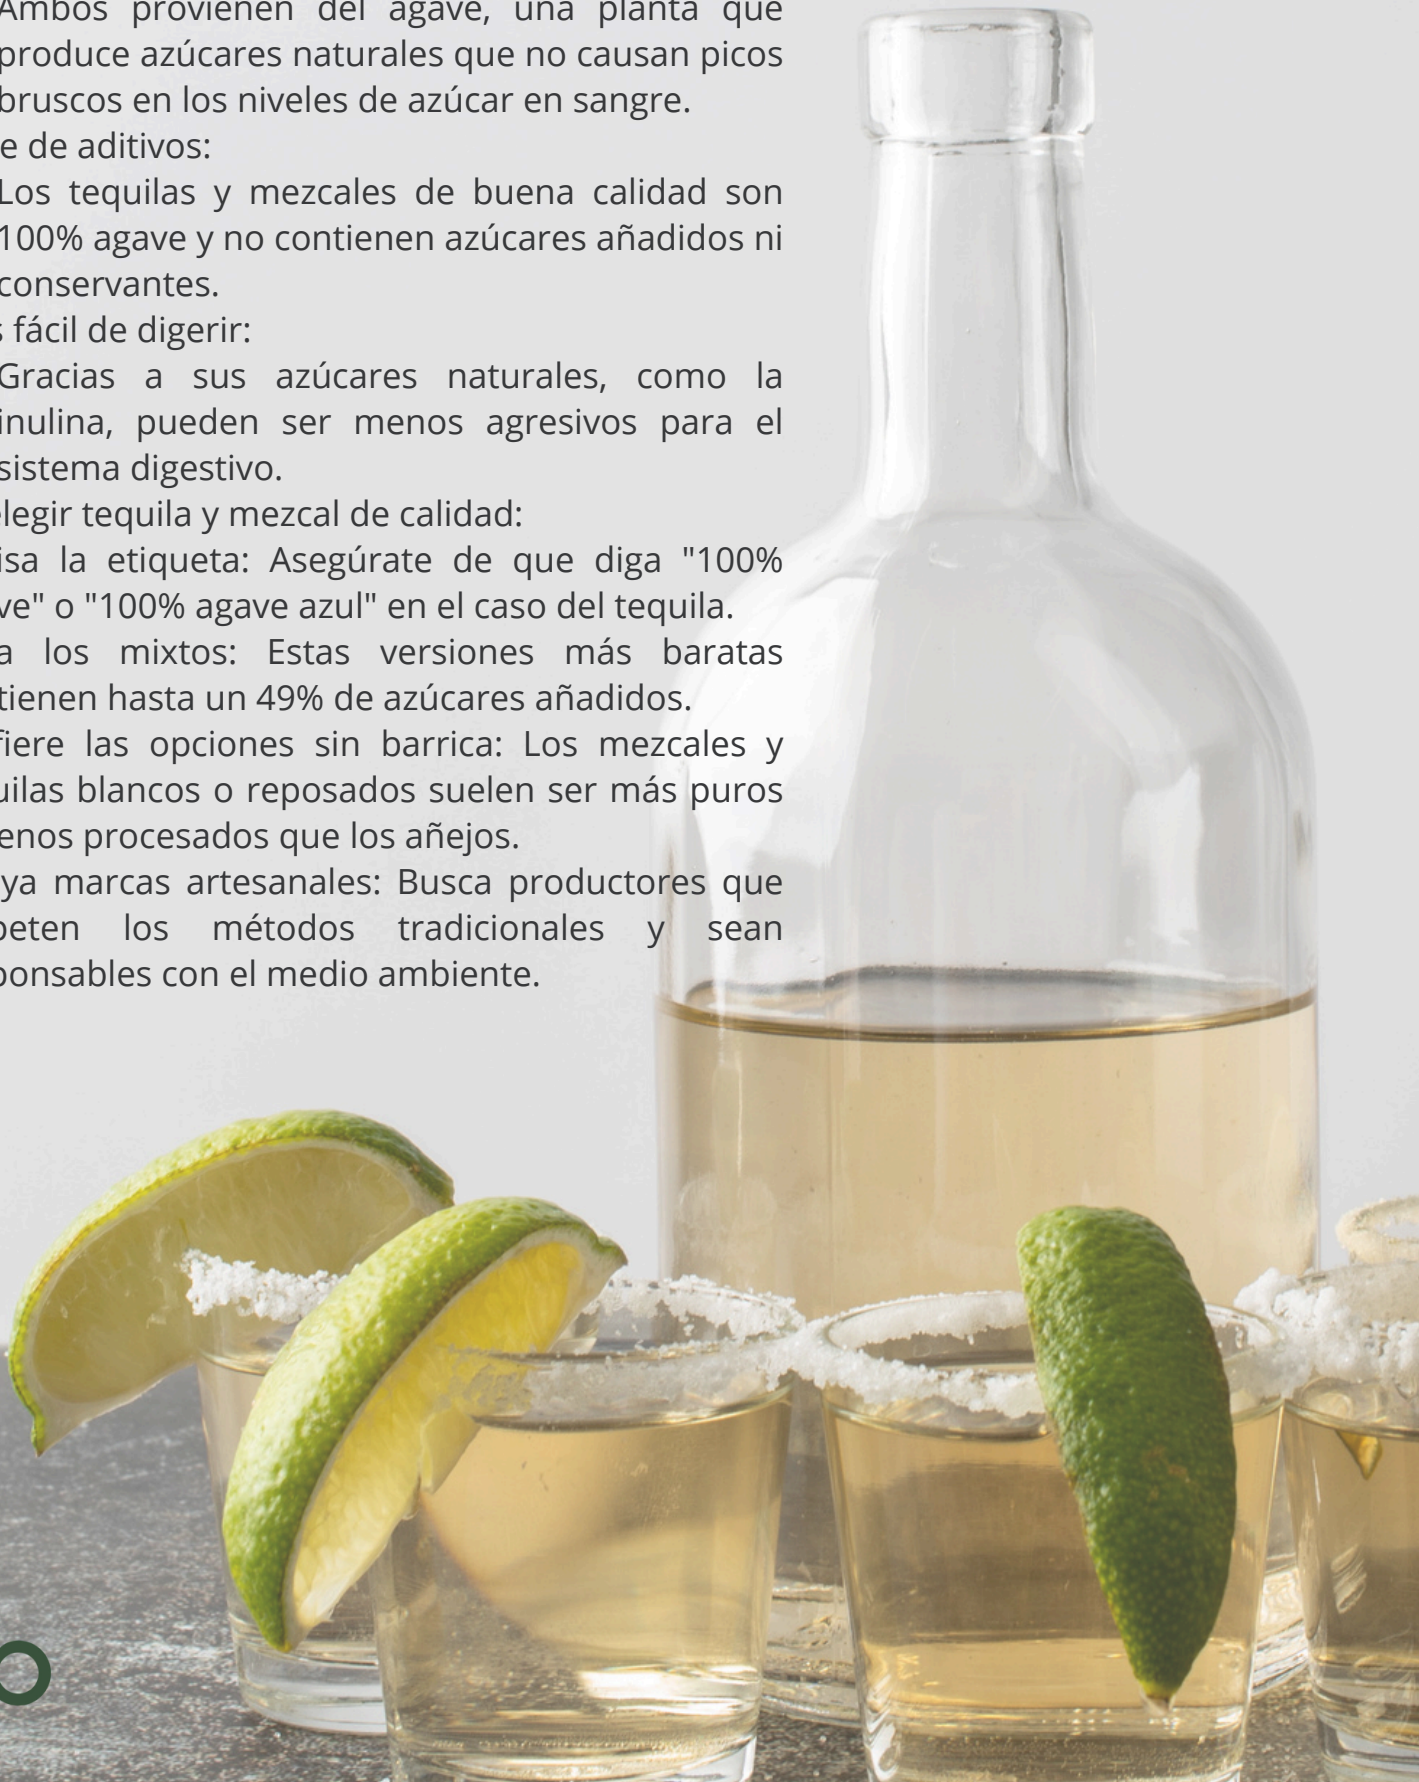 Ambos provienen del agave, una planta que
produce azúcares naturales que no causan picos
bruscos en los niveles de azúcar en sangre.
e de aditivos:
Los tequilas y mezcales de buena calidad son
100% agave y no contienen azúcares añadidos ni
conservantes.
s fácil de digerir:
Gracias a sus azúcares naturales, como la
inulina, pueden ser menos agresivos para el
sistema digestivo.
elegir tequila y mezcal de calidad:
isa la etiqueta: Asegúrate de que diga "100%
ve" o "100% agave azul" en el caso del tequila.
a los mixtos: Estas versiones más baratas
tienen hasta un 49% de azúcares añadidos.
fiere las opciones sin barrica: Los mezcales y
uilas blancos o reposados suelen ser más puros
enos procesados que los añejos.
ya marcas artesanales: Busca productores que
peten los métodos tradicionales y sean
ponsables con el medio ambiente.